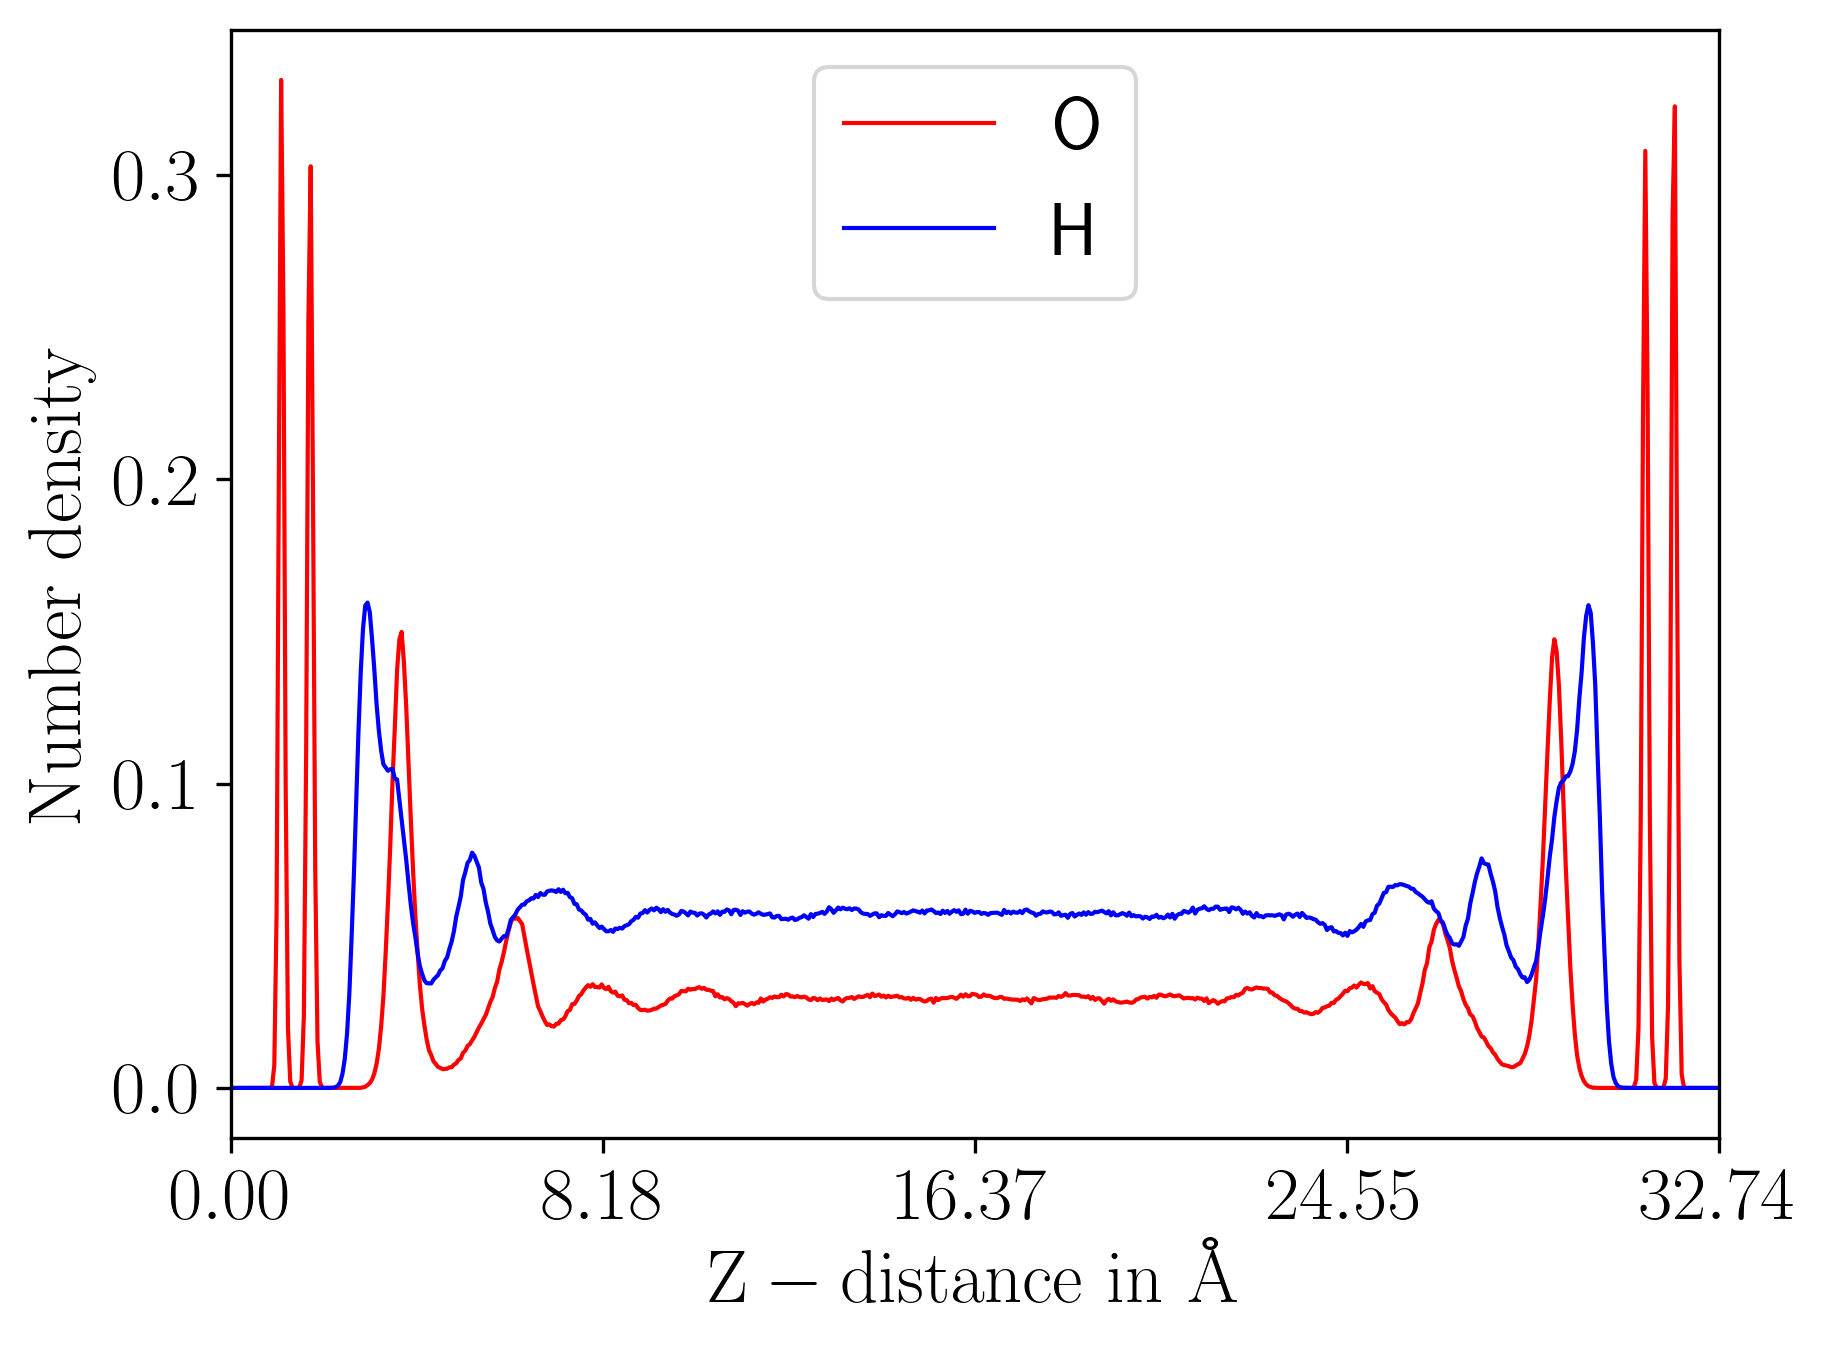 O
H
0.3
0.2
0.1
0.0
Number density
0.00 8.18 16.37 24.55 32.74
Z − distance in Å